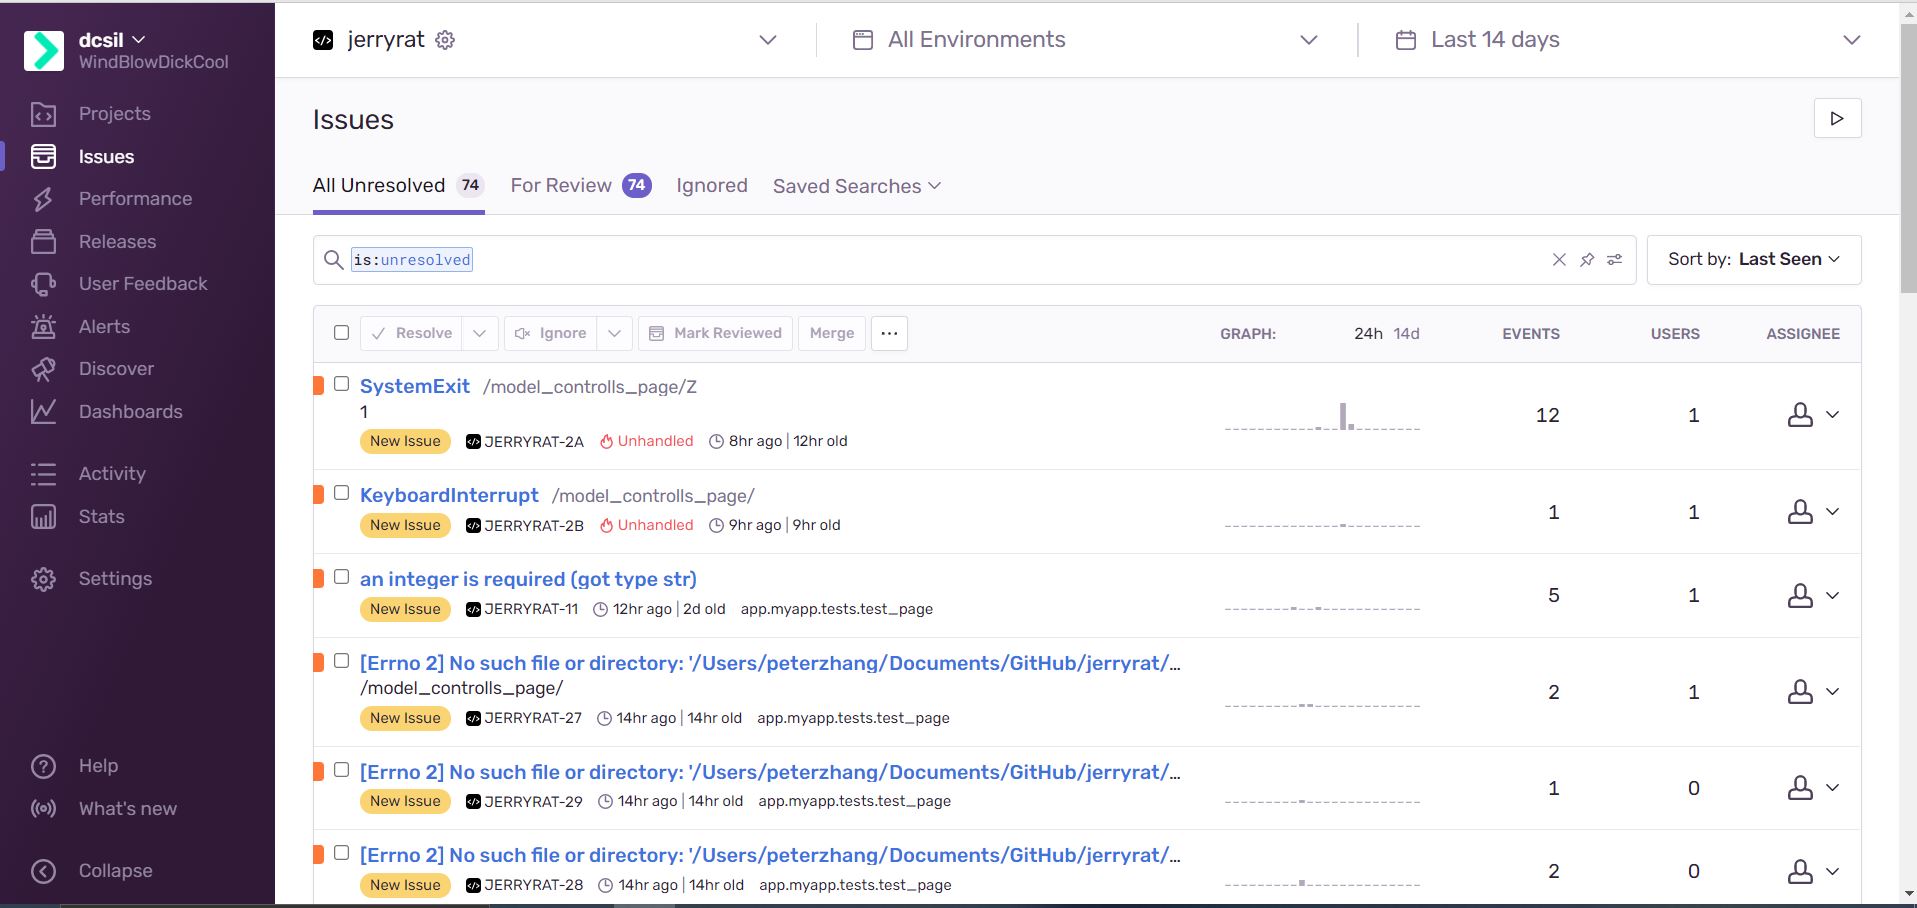 dcsil
WindBlowDickCool
Projects
Issues
Performance
Releases
User Feedback
Alerts
Discover
Dashboards
Activity
Stats
Settings
Help
What's new
Collapse
jerryrat
All Environments
Last 14 days
Issues
All Unresolved 74 For Review 74 Ignored Saved Searches
is:unresolved
Sort by: Last Seen
Resolve Ignore Mark Reviewed Merge ... GRAPH: 24h 14d EVENTS USERS ASSIGNEE
SystemExit /model_controlls_page/Z
1
New Issue JERRYRAT-2A Unhandled 8hr ago | 12hr old
12 1
KeyboardInterrupt /model_controlls_page/
New Issue JERRYRAT-2B Unhandled 9hr ago | 9hr old
1 1
an integer is required (got type str)
New Issue JERRYRAT-11 12hr ago | 2d old app.myapp.tests.test_page
5 1
[Errno 2] No such file or directory: '/Users/peterzhang/Documents/GitHub/jerryrat/...
/model_controlls_page/
New Issue JERRYRAT-27 14hr ago | 14hr old app.myapp.tests.test_page
2 1
[Errno 2] No such file or directory: '/Users/peterzhang/Documents/GitHub/jerryrat/...
New Issue JERRYRAT-29 14hr ago | 14hr old app.myapp.tests.test_page
1 0
[Errno 2] No such file or directory: '/Users/peterzhang/Documents/GitHub/jerryrat/...
New Issue JERRYRAT-28 14hr ago | 14hr old app.myapp.tests.test_page
2 0